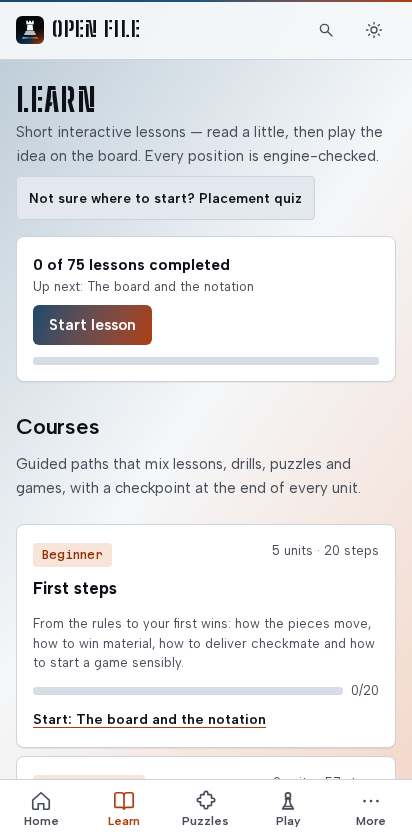 OPEN FILE
LEARN
Short interactive lessons — read a little, then play the
idea on the board. Every position is engine-checked.
Not sure where to start? Placement quiz
0 of 75 lessons completed
Up next: The board and the notation
Start lesson
Courses
Guided paths that mix lessons, drills, puzzles and
games, with a checkpoint at the end of every unit.
Beginner
5 units · 20 steps
First steps
From the rules to your first wins: how the pieces move,
how to win material, how to deliver checkmate and how
to start a game sensibly.
0/20
Start: The board and the notation
Home
Learn
Puzzles
Play
More